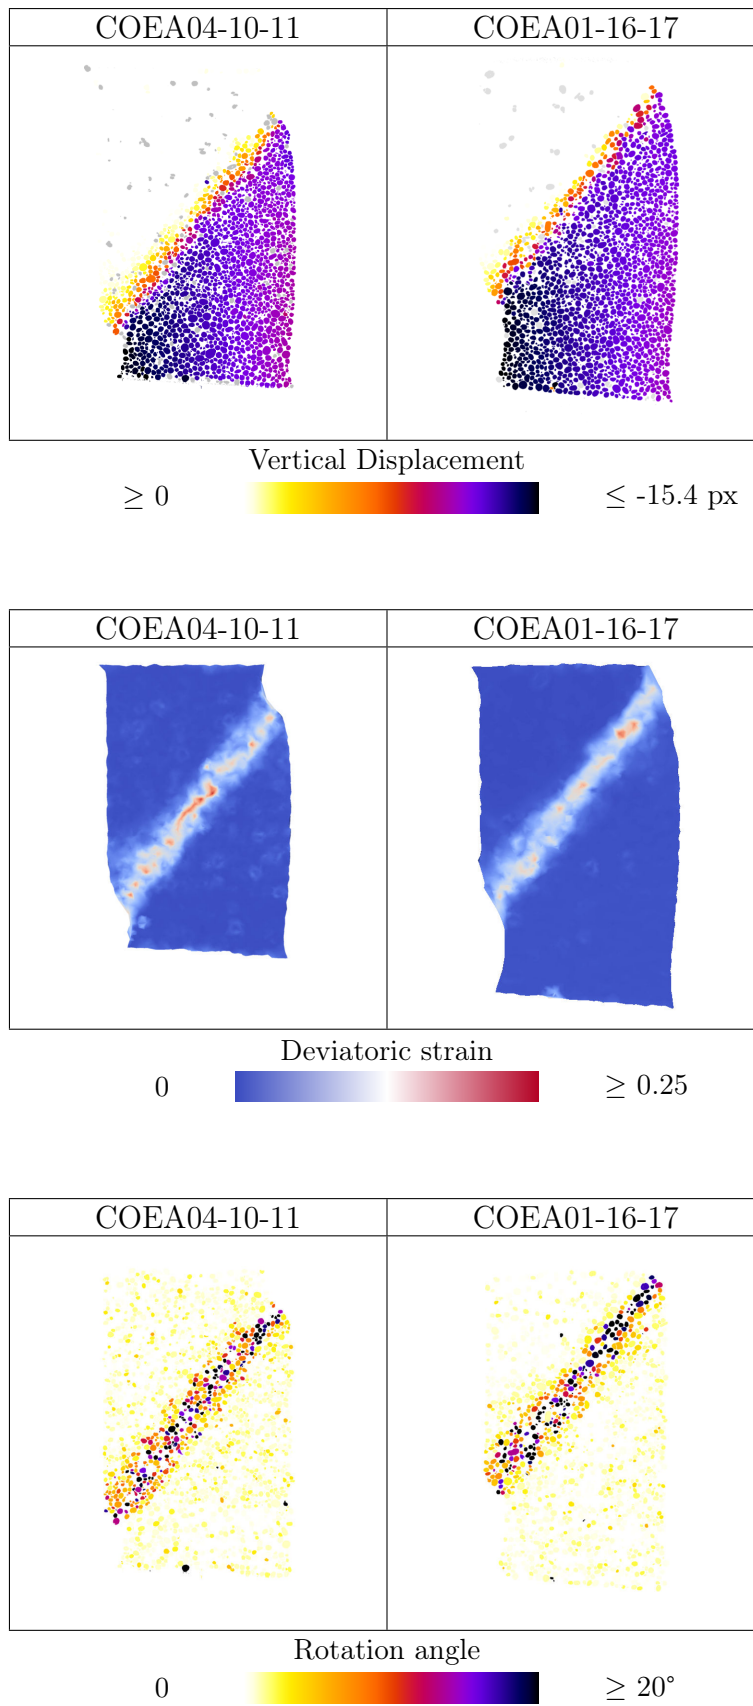 COEA04-10-11 COEA01-16-17
Vertical Displacement
≥ 0 ≤ -15.4 px
COEA04-10-11 COEA01-16-17
Deviatoric strain
0 ≥ 0.25
COEA04-10-11 COEA01-16-17
Rotation angle
0 ≥ 20°